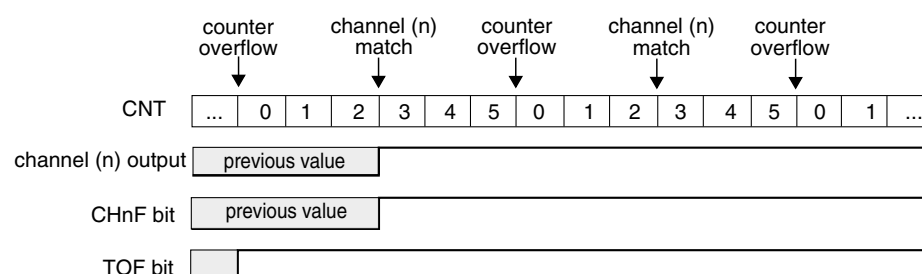 counter overflow
channel (n) match
counter overflow
channel (n) match
counter overflow
CNT ... 0 1 2 3 4 5 0 1 2 3 4 5 0 1 ...
channel (n) output previous value
CHnF bit previous value
TOF bit